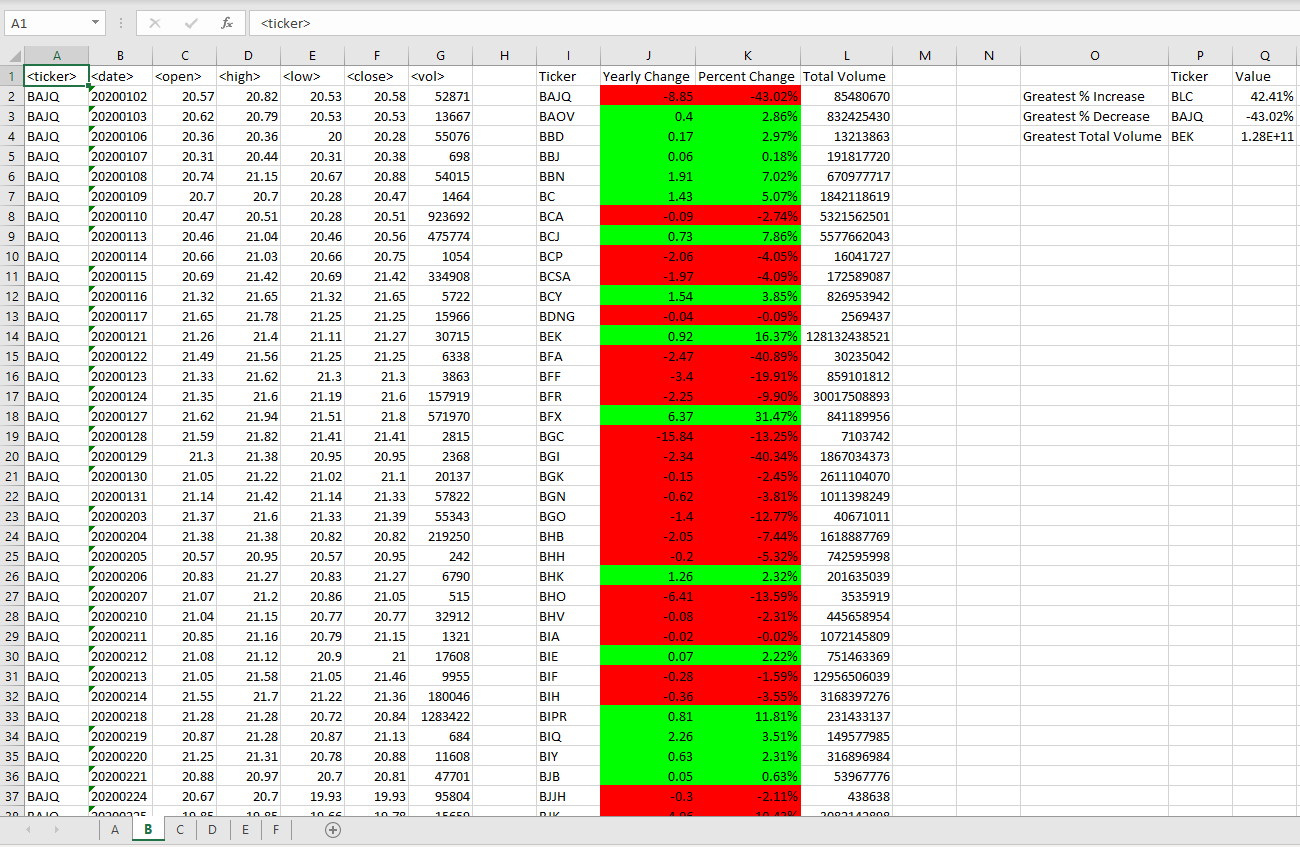 A1 fx <ticker>
A B C D E F G H I J K L M N O P Q
1 <ticker> <date> <open> <high> <low> <close> <vol> Ticker Yearly Change Percent Change Total Volume Ticker Value
2 BAJQ 20200102 20.57 20.82 20.53 20.58 52871 BAJQ -8.85 -43.02% 85480670 Greatest % Increase BLC 42.41%
3 BAJQ 20200103 20.62 20.79 20.53 20.53 13667 BAOV 0.4 2.86% 832425430 Greatest % Decrease BAJQ -43.02%
4 BAJQ 20200106 20.36 20.36 20 20.28 55076 BBD 0.17 2.97% 13213863 Greatest Total Volume BEK 1.28E+11
5 BAJQ 20200107 20.31 20.44 20.31 20.38 698 BBJ 0.06 0.18% 191817720
6 BAJQ 20200108 20.74 21.15 20.67 20.88 54015 BBN 1.91 7.02% 670977717
7 BAJQ 20200109 20.7 20.7 20.28 20.47 1464 BC 1.43 5.07% 1842118619
8 BAJQ 20200110 20.47 20.51 20.28 20.51 923692 BCA -0.09 -2.74% 5321562501
9 BAJQ 20200113 20.46 21.04 20.46 20.56 475774 BCJ 0.73 7.86% 5577662043
10 BAJQ 20200114 20.66 21.03 20.66 20.75 1054 BCP -2.06 -4.05% 16041727
11 BAJQ 20200115 20.69 21.42 20.69 21.42 334908 BCSA -1.97 -4.09% 172589087
12 BAJQ 20200116 21.32 21.65 21.32 21.65 5722 BCY 1.54 3.85% 826953942
13 BAJQ 20200117 21.65 21.78 21.25 21.25 15966 BDNG -0.04 -0.09% 2569437
14 BAJQ 20200121 21.26 21.4 21.11 21.27 30715 BEK 0.92 16.37% 128132438521
15 BAJQ 20200122 21.49 21.56 21.25 21.25 6338 BFA -2.47 -40.89% 30235042
16 BAJQ 20200123 21.33 21.62 21.3 21.3 3863 BFF -3.4 -19.91% 859101812
17 BAJQ 20200124 21.35 21.6 21.19 21.6 157919 BFR -2.25 -9.90% 30017508893
18 BAJQ 20200127 21.62 21.94 21.51 21.8 571970 BFX 6.37 31.47% 841189956
19 BAJQ 20200128 21.59 21.82 21.41 21.41 2815 BGC -15.84 -13.25% 7103742
20 BAJQ 20200129 21.3 21.38 20.95 20.95 2368 BGI -2.34 -40.34% 1867034373
21 BAJQ 20200130 21.05 21.22 21.02 21.1 20137 BGK -0.15 -2.45% 2611104070
22 BAJQ 20200131 21.14 21.42 21.14 21.33 57822 BGN -0.62 -3.81% 1011398249
23 BAJQ 20200203 21.37 21.6 21.33 21.39 55343 BGO -1.4 -12.77% 40671011
24 BAJQ 20200204 21.38 21.38 20.82 20.82 219250 BHB -2.05 -7.44% 1618887769
25 BAJQ 20200205 20.57 20.95 20.57 20.95 242 BHH -0.2 -5.32% 742595998
26 BAJQ 20200206 20.83 21.27 20.83 21.27 6790 BHK 1.26 2.32% 201635039
27 BAJQ 20200207 21.07 21.2 20.86 21.05 515 BHO -6.41 -13.59% 3535919
28 BAJQ 20200210 21.04 21.15 20.77 20.77 32912 BHV -0.08 -2.31% 445658954
29 BAJQ 20200211 20.85 21.16 20.79 21.15 1321 BIA -0.02 -0.02% 1072145809
30 BAJQ 20200212 21.08 21.12 20.9 21 17608 BIE 0.07 2.22% 751463369
31 BAJQ 20200213 21.05 21.58 21.05 21.46 9955 BIF -0.28 -1.59% 12956506039
32 BAJQ 20200214 21.55 21.7 21.22 21.36 180046 BIH -0.36 -3.55% 3168397276
33 BAJQ 20200218 21.28 21.28 20.72 20.84 1283422 BIPR 0.81 11.81% 231433137
34 BAJQ 20200219 20.87 21.28 20.87 21.13 684 BIQ 2.26 3.51% 149577985
35 BAJQ 20200220 21.25 21.31 20.78 20.88 11608 BIY 0.63 2.31% 316896984
36 BAJQ 20200221 20.88 20.97 20.7 20.81 47701 BJB 0.05 0.63% 53967776
37 BAJQ 20200224 20.67 20.7 19.93 19.93 95804 BJJH -0.3 -2.11% 438638
A B C D E F